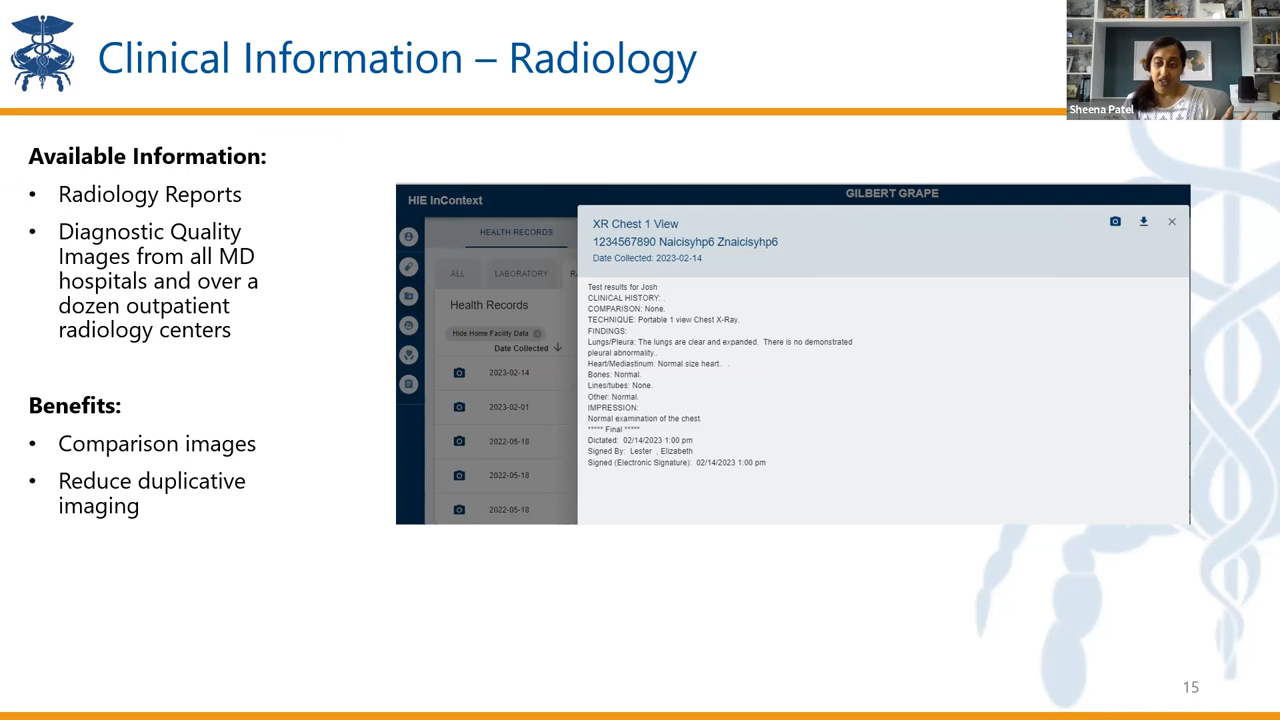 Clinical Information – Radiology
Sheena Patel
Available Information:
• Radiology Reports
• Diagnostic Quality
Images from all MD
hospitals and over a
dozen outpatient
radiology centers
Benefits:
• Comparison images
• Reduce duplicative
imaging
HIE InContext
GILBERT GRAPE
HEALTH RECORDS
ALL
LABORATORY
Health Records
Hide Home Facility Data
Date Collected
2023-02-14
2023-02-01
2022-05-18
2022-05-18
2022-05-18
XR Chest 1 View
1234567890 Naicisyhp6 Znaicisyhp6
Date Collected: 2023-02-14
Test results for Josh
CLINICAL HISTORY: .
COMPARISON: None.
TECHNIQUE: Portable 1 view Chest X-Ray.
FINDINGS:
Lungs/Pleura: The lungs are clear and expanded. There is no demonstrated
pleural abnormality..
Heart/Mediastinum: Normal size heart. .
Bones: Normal.
Lines/tubes: None.
Other: Normal.
IMPRESSION:
Normal examination of the chest.
***** Final *****
Dictated: 02/14/2023 1:00 pm
Signed By: Lester , Elizabeth
Signed (Electronic Signature): 02/14/2023 1:00 pm
15